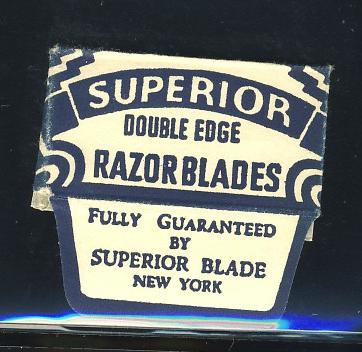 SUPERIOR
DOUBLE EDGE
RAZOR BLADES
FULLY GUARANTEED
BY
SUPERIOR BLADE
NEW YORK